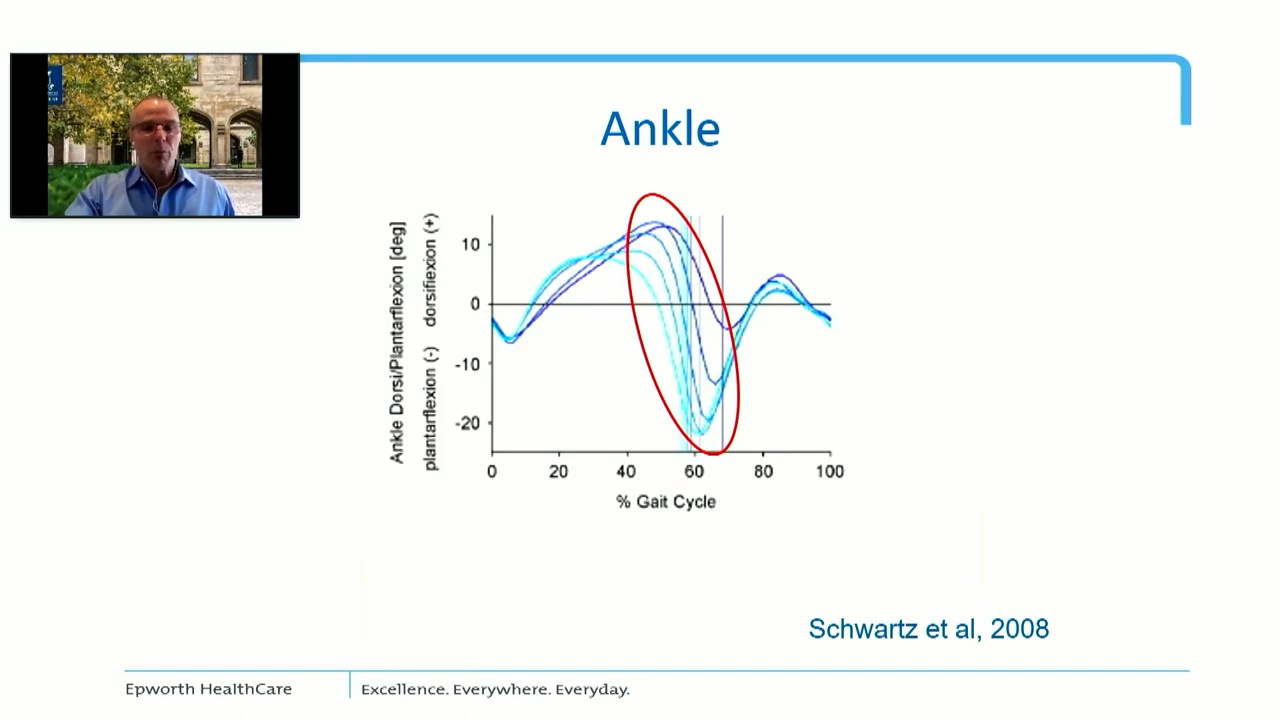 Ankle
Ankle Dorsi/Plantarflexion [deg]
plantarflexion (-) dorsiflexion (+)
10
0
-10
-20
0 20 40 60 80 100
% Gait Cycle
Schwartz et al, 2008
Epworth HealthCare
Excellence. Everywhere. Everyday.